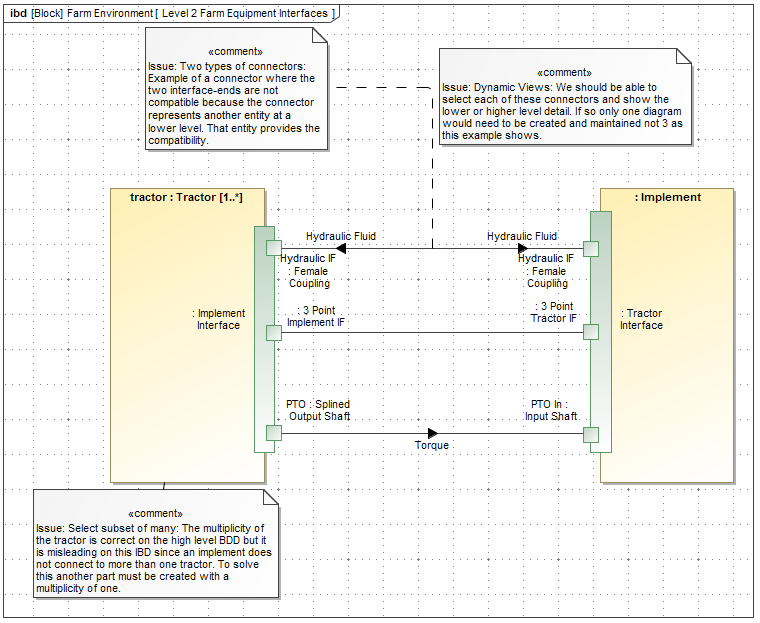 ibd [Block] Farm Environment [ Level 2 Farm Equipment Interfaces ]
«comment»
Issue: Two types of connectors:
Example of a connector where the
two interface-ends are not
compatible because the connector
represents another entity at a
lower level. That entity provides the
compatibility.
«comment»
Issue: Dynamic Views: We should be able to
select each of these connectors and show the
lower or higher level detail. If so only one diagram
would need to be created and maintained not 3 as
this example shows.
tractor : Tractor [1..*]
: Implement
Hydraulic Fluid
Hydraulic Fluid
Hydraulic IF
: Female
Coupling
Hydraulic IF
: Female
Coupling
: Implement
Interface
: 3 Point
Implement IF
: 3 Point
Tractor IF
: Tractor
Interface
PTO : Splined
Output Shaft
PTO In :
Input Shaft
Torque
«comment»
Issue: Select subset of many: The multiplicity of
the tractor is correct on the high level BDD but it
is misleading on this IBD since an implement does
not connect to more than one tractor. To solve
this another part must be created with a
multiplicity of one.